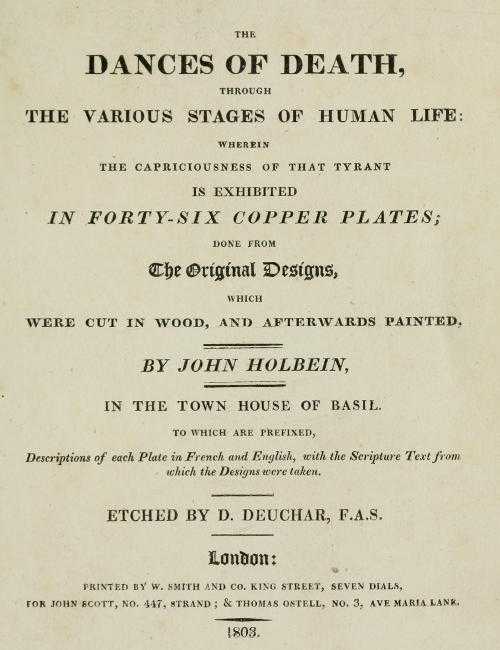 THE
DANCES OF DEATH,
THROUGH
THE VARIOUS STAGES OF HUMAN LIFE:
WHEREIN
THE CAPRICIOUSNESS OF THAT TYRANT
IS EXHIBITED
IN FORTY-SIX COPPER PLATES;
DONE FROM
The Original Designs,
WHICH
WERE CUT IN WOOD, AND AFTERWARDS PAINTED,
BY JOHN HOLBEIN,
IN THE TOWN HOUSE OF BASIL.
TO WHICH ARE PREFIXED,
Descriptions of each Plate in French and English, with the Scripture Text from
which the Designs were taken.
ETCHED BY D. DEUCHAR, F.A.S.
London:
PRINTED BY W. SMITH AND CO. KING STREET, SEVEN DIALS,
FOR JOHN SCOTT, NO. 447, STRAND; & THOMAS OSTELL, NO. 3, AVE MARIA LANE.
1803.